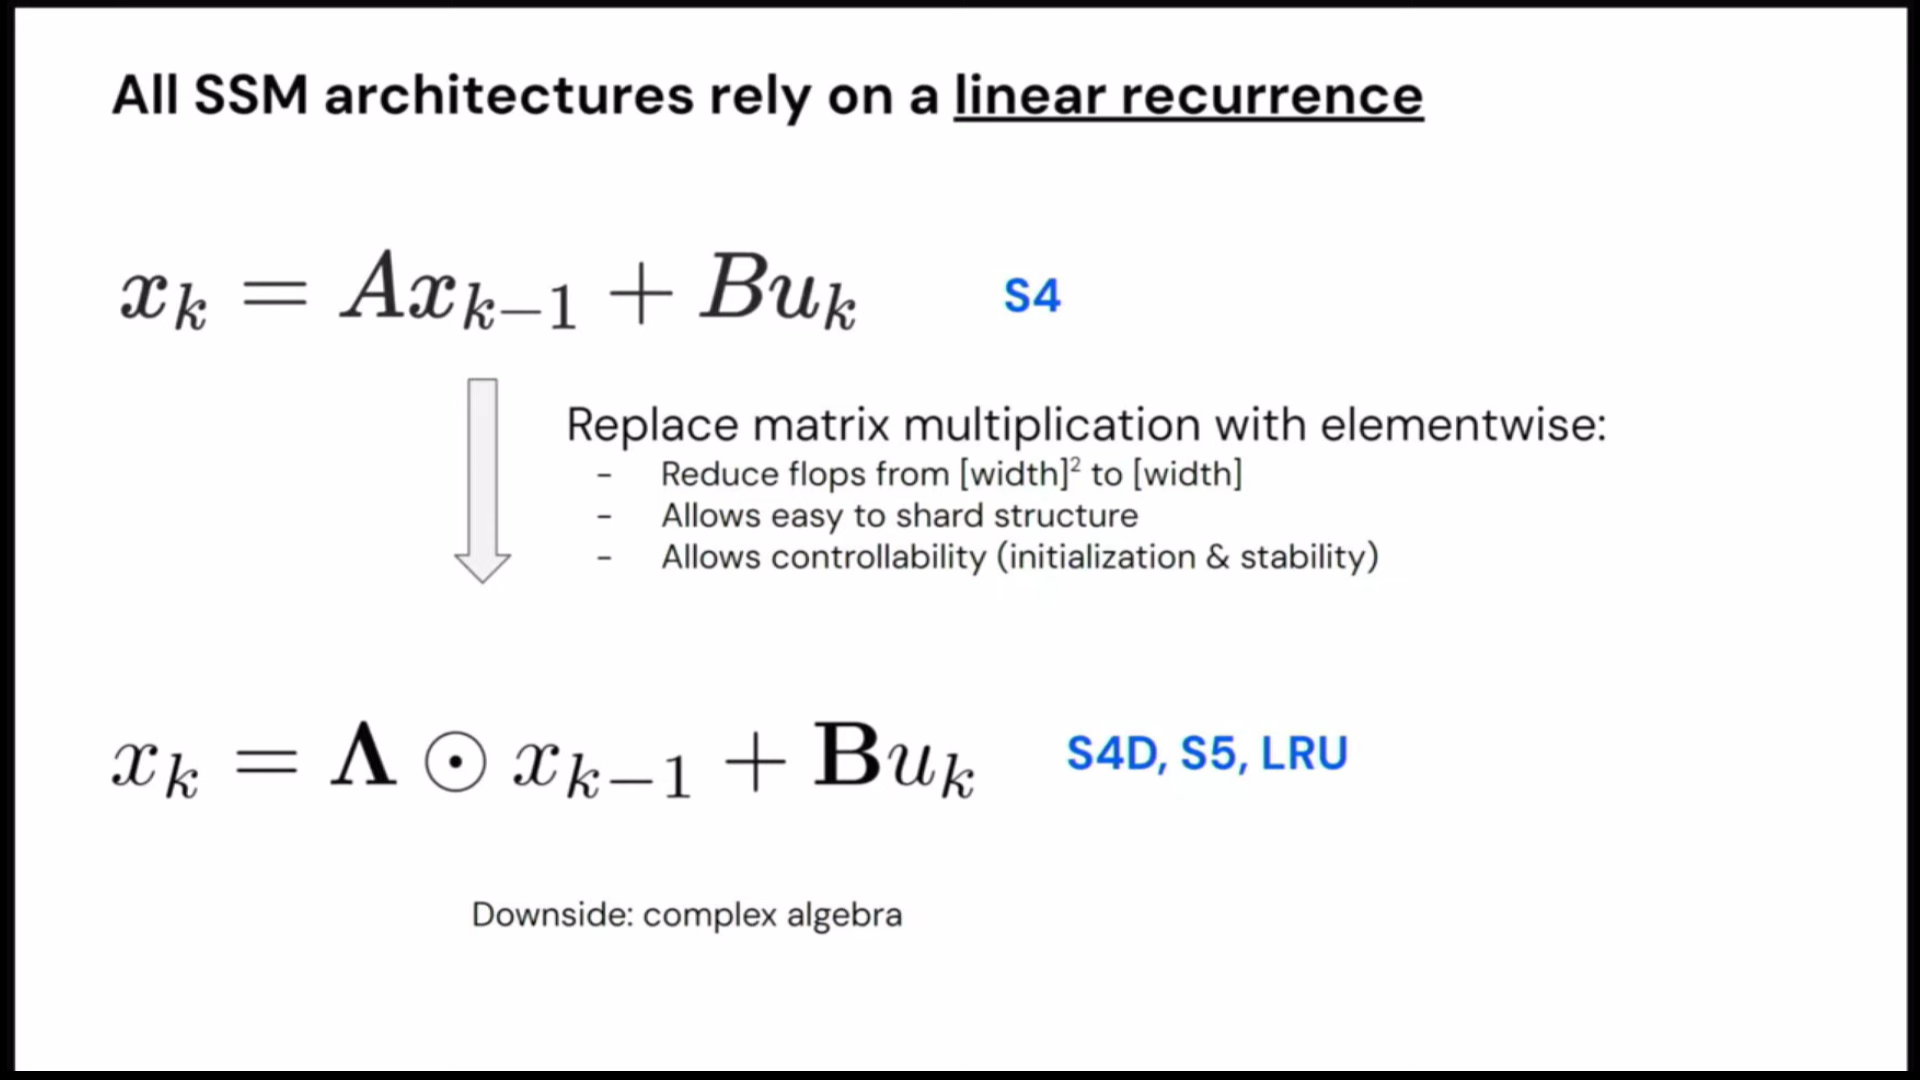 All SSM architectures rely on a linear recurrence
x_k = Ax_{k-1} + Bu_k S4
Replace matrix multiplication with elementwise:
- Reduce flops from [width]² to [width]
- Allows easy to shard structure
- Allows controllability (initialization & stability)
x_k = Λ ⊙ x_{k-1} + Bu_k S4D, S5, LRU
Downside: complex algebra